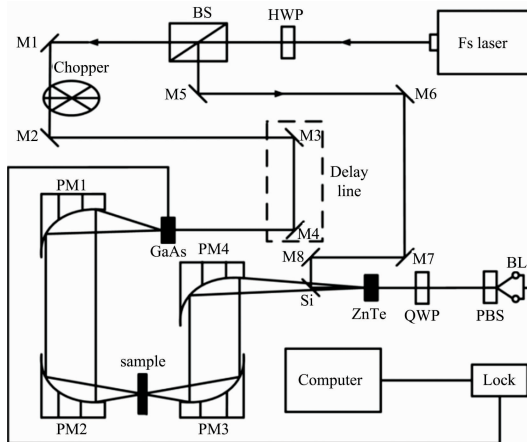 BS
HWP
Fs laser
M1
Chopper
M5
M6
M2
M3
Delay
line
PM1
M4
GaAs
PM4
M8
M7
BL
Si
ZnTe
QWP
PBS
sample
Computer
Lock
PM2
PM3